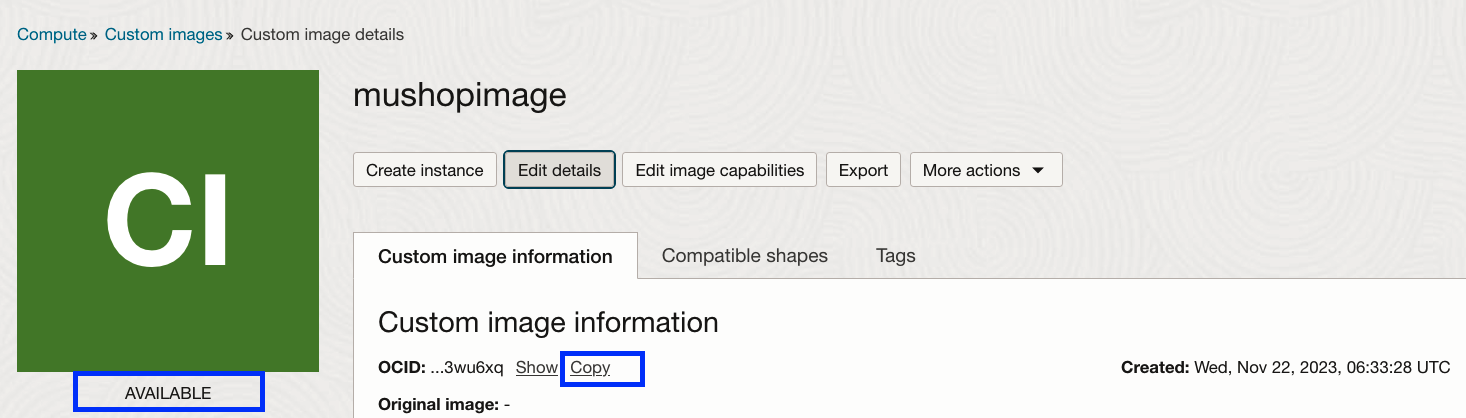 Compute » Custom images » Custom image details
CI
AVAILABLE
mushopimage
Create instance Edit details Edit image capabilities Export More actions
Custom image information Compatible shapes Tags
Custom image information
OCID: ...3wu6xq Show Copy Created: Wed, Nov 22, 2023, 06:33:28 UTC
Original image: -